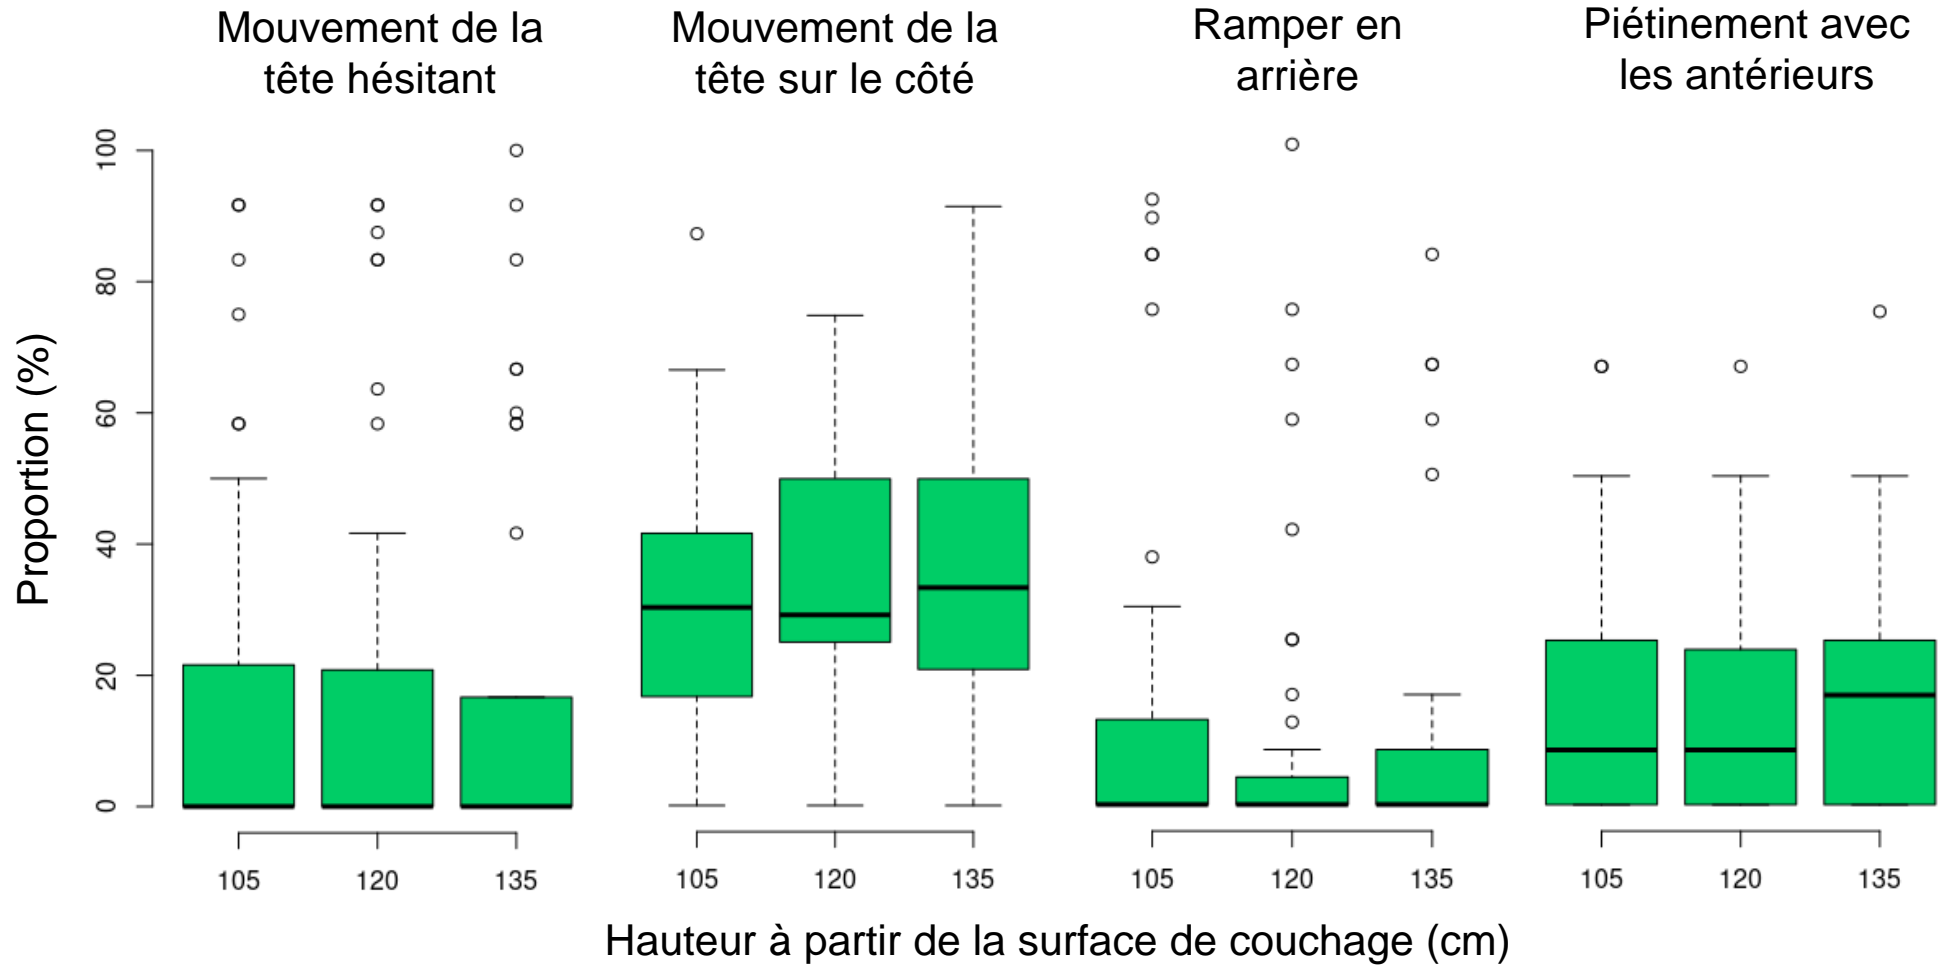 Mouvement de la
tête hésitant
Mouvement de la
tête sur le côté
Ramper en
arrière
Piétinement avec
les antérieurs
Proportion (%)
100
80
60
40
20
0
105 120 135
105 120 135
105 120 135
105 120 135
Hauteur à partir de la surface de couchage (cm)